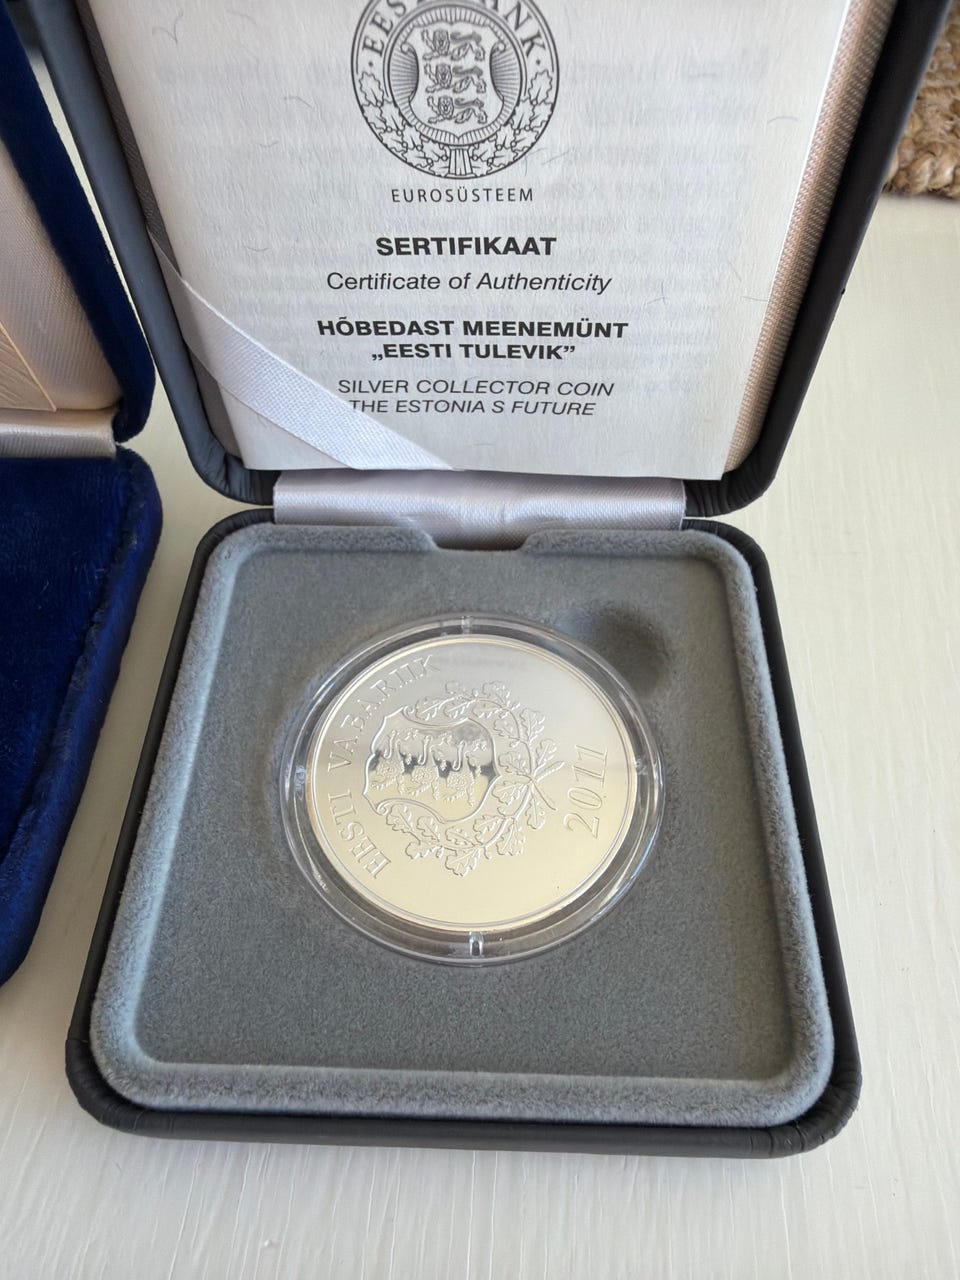 EUROSÜSTEEM
SERTIFIKAAT
Certificate of Authenticity
HÕBEDAST MEENEMÜNT
„EESTI TULEVIK”
SILVER COLLECTOR COIN
THE ESTONIA S FUTURE
EESTI VABARIIK
2011